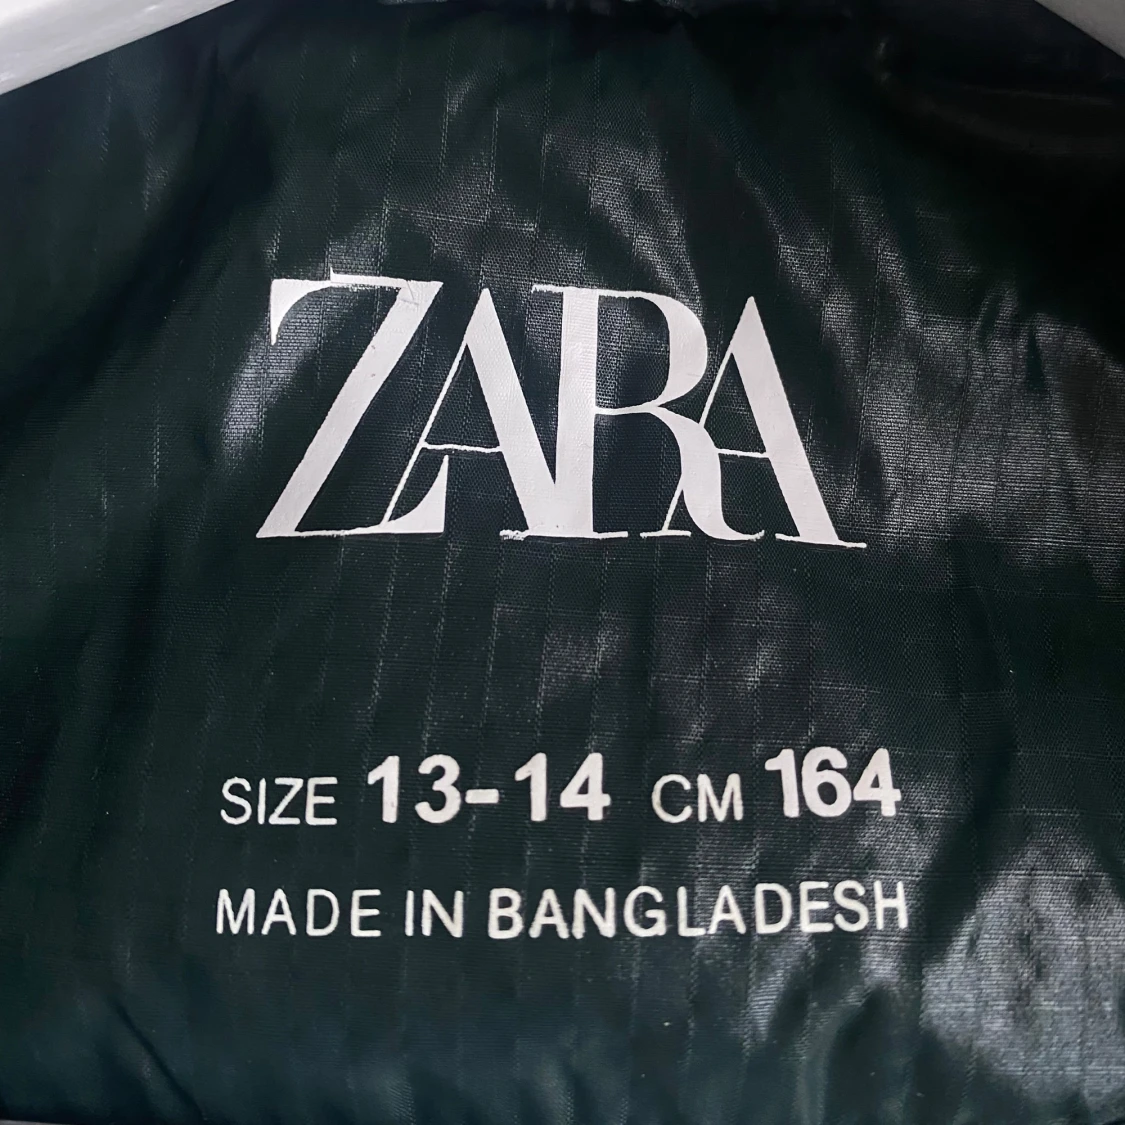 ZARA
SIZE 13-14 CM 164
MADE IN BANGLADESH